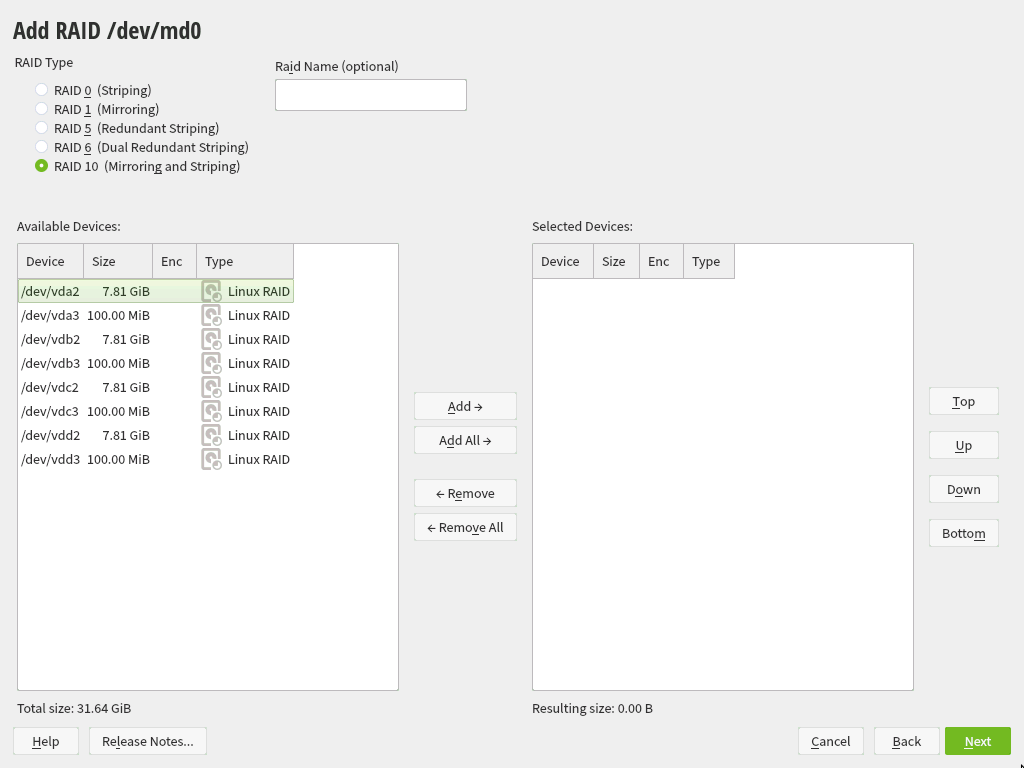 Add RAID /dev/md0
RAID Type
Raid Name (optional)
RAID 0 (Striping)
RAID 1 (Mirroring)
RAID 5 (Redundant Striping)
RAID 6 (Dual Redundant Striping)
RAID 10 (Mirroring and Striping)
Available Devices:
Device Size Enc Type
/dev/vda2 7.81 GiB Linux RAID
/dev/vda3 100.00 MiB Linux RAID
/dev/vdb2 7.81 GiB Linux RAID
/dev/vdb3 100.00 MiB Linux RAID
/dev/vdc2 7.81 GiB Linux RAID
/dev/vdc3 100.00 MiB Linux RAID
/dev/vdd2 7.81 GiB Linux RAID
/dev/vdd3 100.00 MiB Linux RAID
Total size: 31.64 GiB
Add →
Add All →
← Remove
← Remove All
Selected Devices:
Device Size Enc Type
Resulting size: 0.00 B
Top
Up
Down
Bottom
Help Release Notes... Cancel Back Next